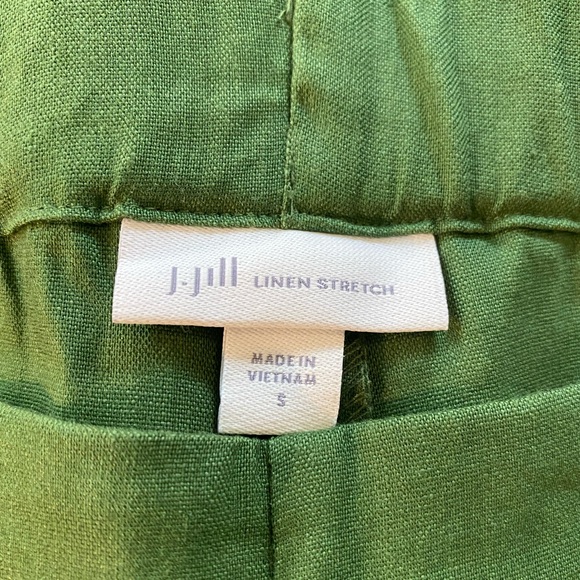 J.Jill LINEN STRETCH
MADE IN
VIETNAM
S